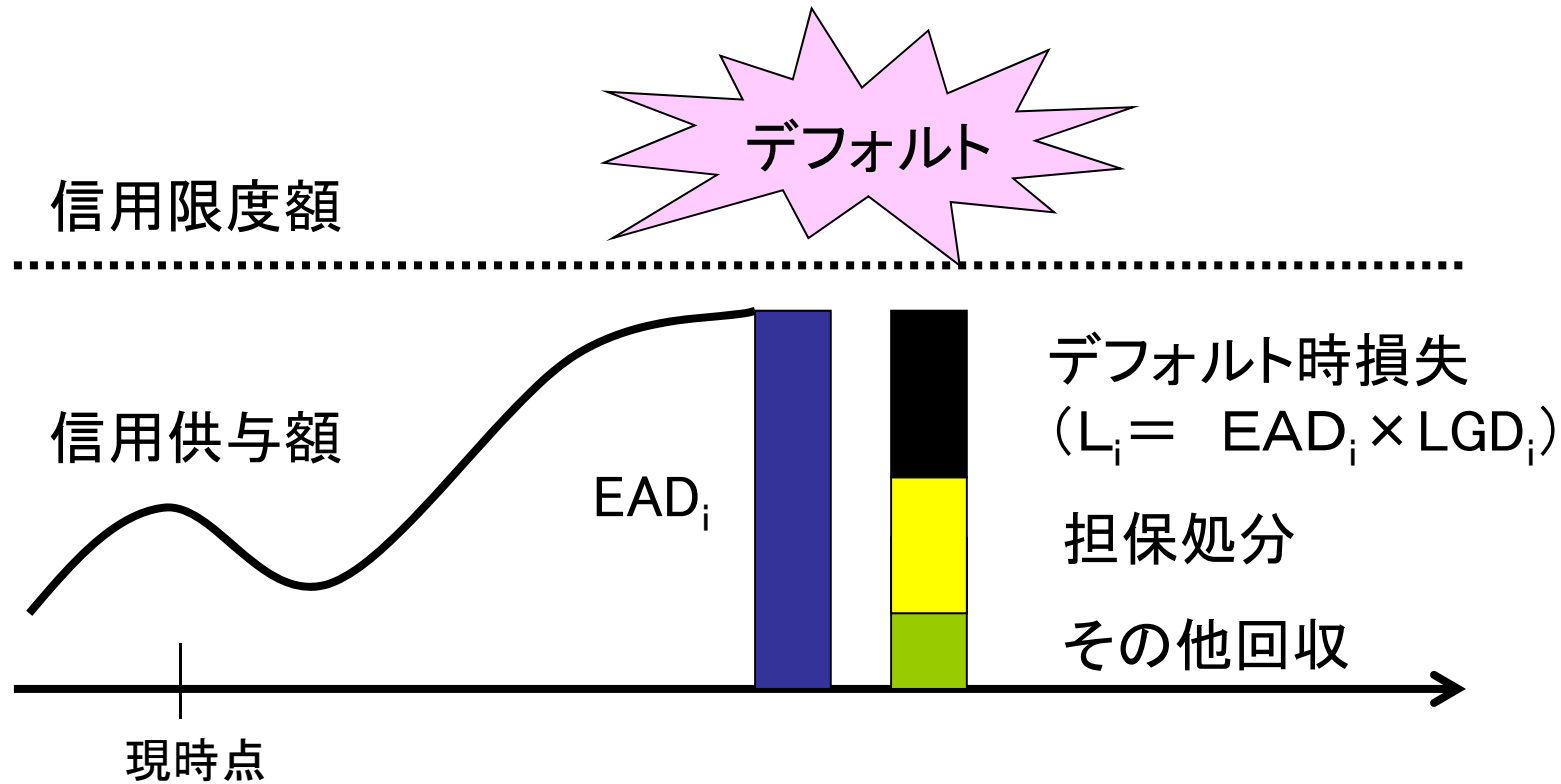 デフォルト
信用限度額
デフォルト時損失
（Lᵢ＝　EADᵢ×LGDᵢ）
信用供与額
EADᵢ
担保処分
その他回収
現時点